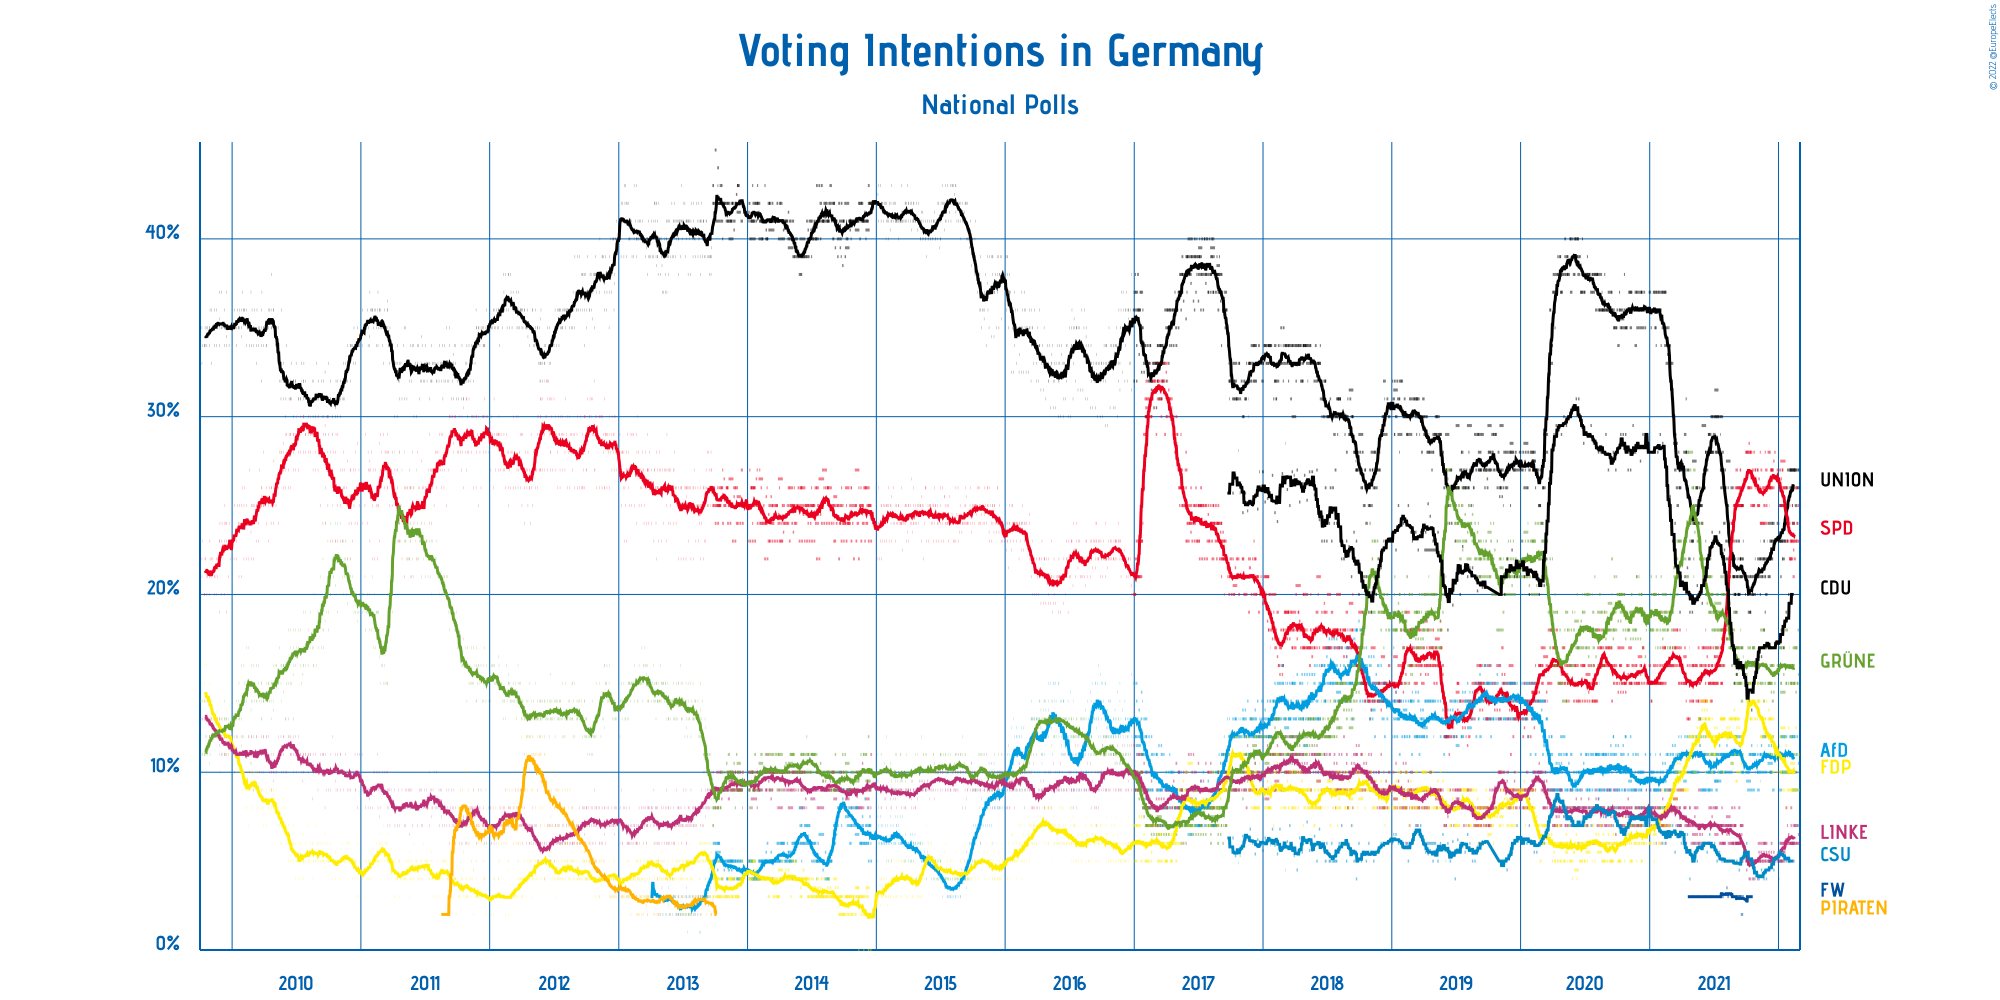 © 2022 @EuropeElects
Voting Intentions in Germany
National Polls
40%
30%
20%
10%
0%
UNION
SPD
CDU
GRÜNE
AfD
FDP
LINKE
CSU
FW
PIRATEN
2010 2011 2012 2013 2014 2015 2016 2017 2018 2019 2020 2021